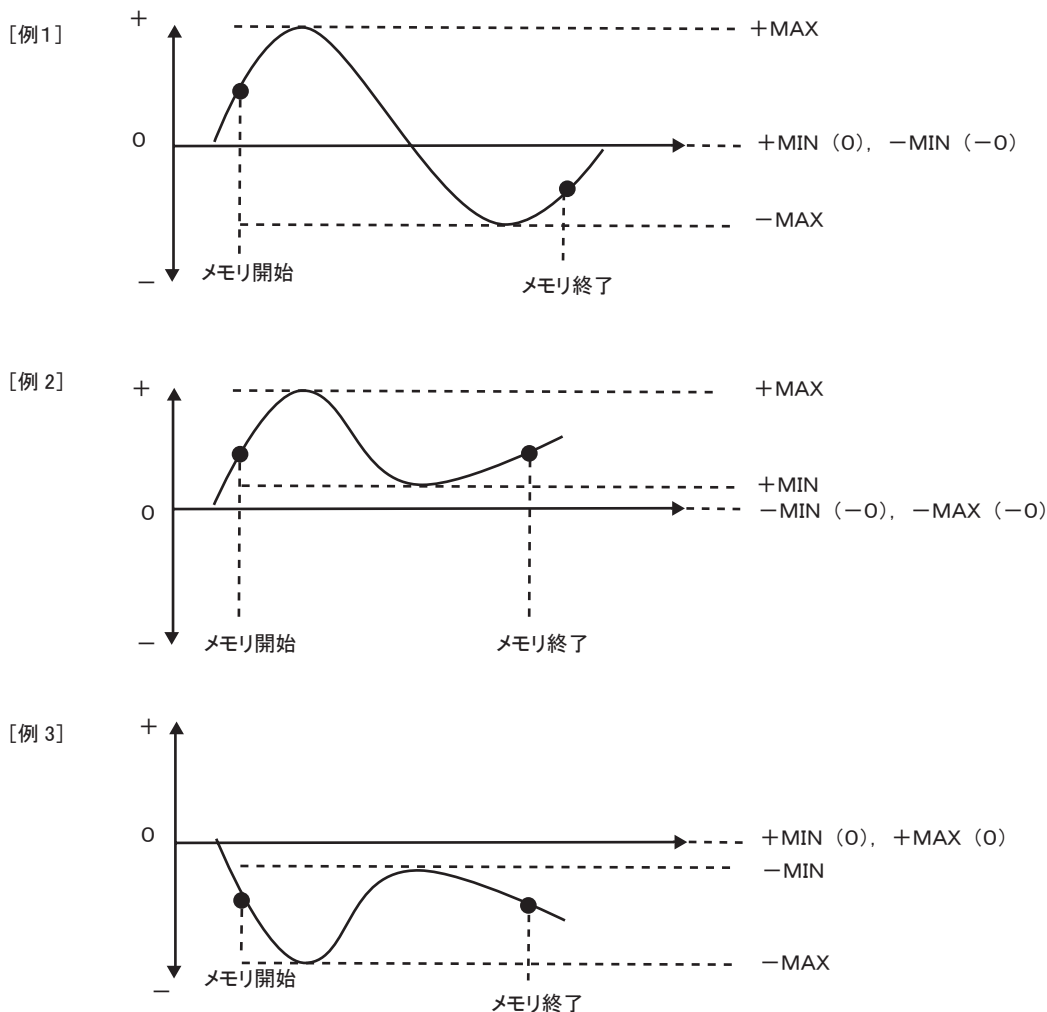 [例1]
+
+MAX
0
+MIN (0), -MIN (-0)
-MAX
-
メモリ開始
メモリ終了
[例 2]
+
+MAX
+MIN
0
-MIN (-0), -MAX (-0)
-
メモリ開始
メモリ終了
[例 3]
+
0
+MIN (0), +MAX (0)
-MIN
-MAX
メモリ開始
-
メモリ終了